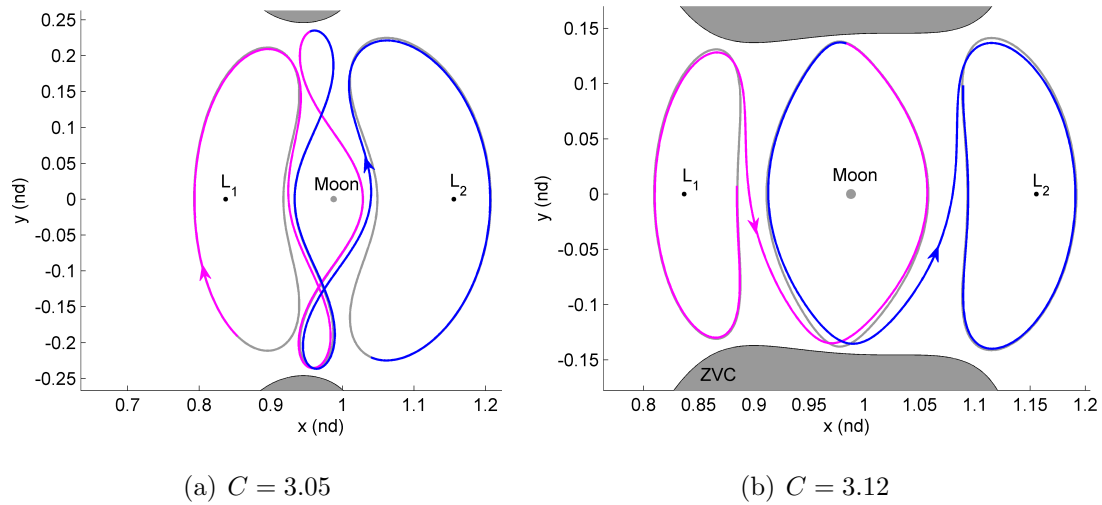 0.25
0.2
0.15
0.1
0.05
0
-0.05
-0.1
-0.15
-0.2
-0.25
y (nd)
L1
Moon
L2
0.7 0.8 0.9 1 1.1 1.2
x (nd)
(a) C = 3.05
0.15
0.1
0.05
0
-0.05
-0.1
-0.15
y (nd)
L1
Moon
L2
ZVC
0.8 0.85 0.9 0.95 1 1.05 1.1 1.15 1.2
x (nd)
(b) C = 3.12